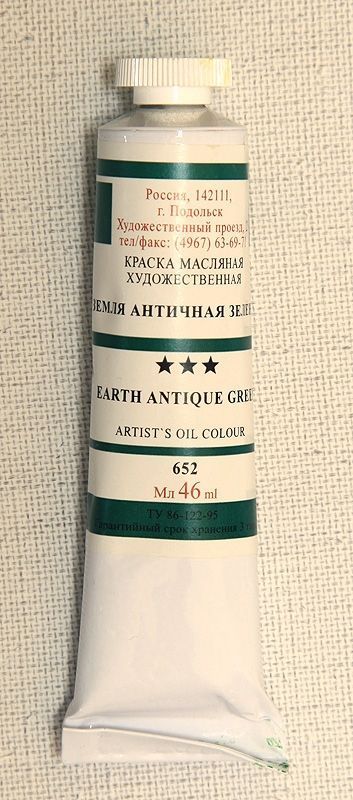 Россия, 142111,
г. Подольск
Художественный проезд,
тел/факс: (4967) 63-69-7
КРАСКА МАСЛЯНАЯ
ХУДОЖЕСТВЕННАЯ
ЗЕМЛЯ АНТИЧНАЯ ЗЕЛЕ
★★★
EARTH ANTIQUE GREE
ARTIST`S OIL COLOUR
652
Мл 46 ml
ТУ 86-122-95
гарантийный срок хранения 3